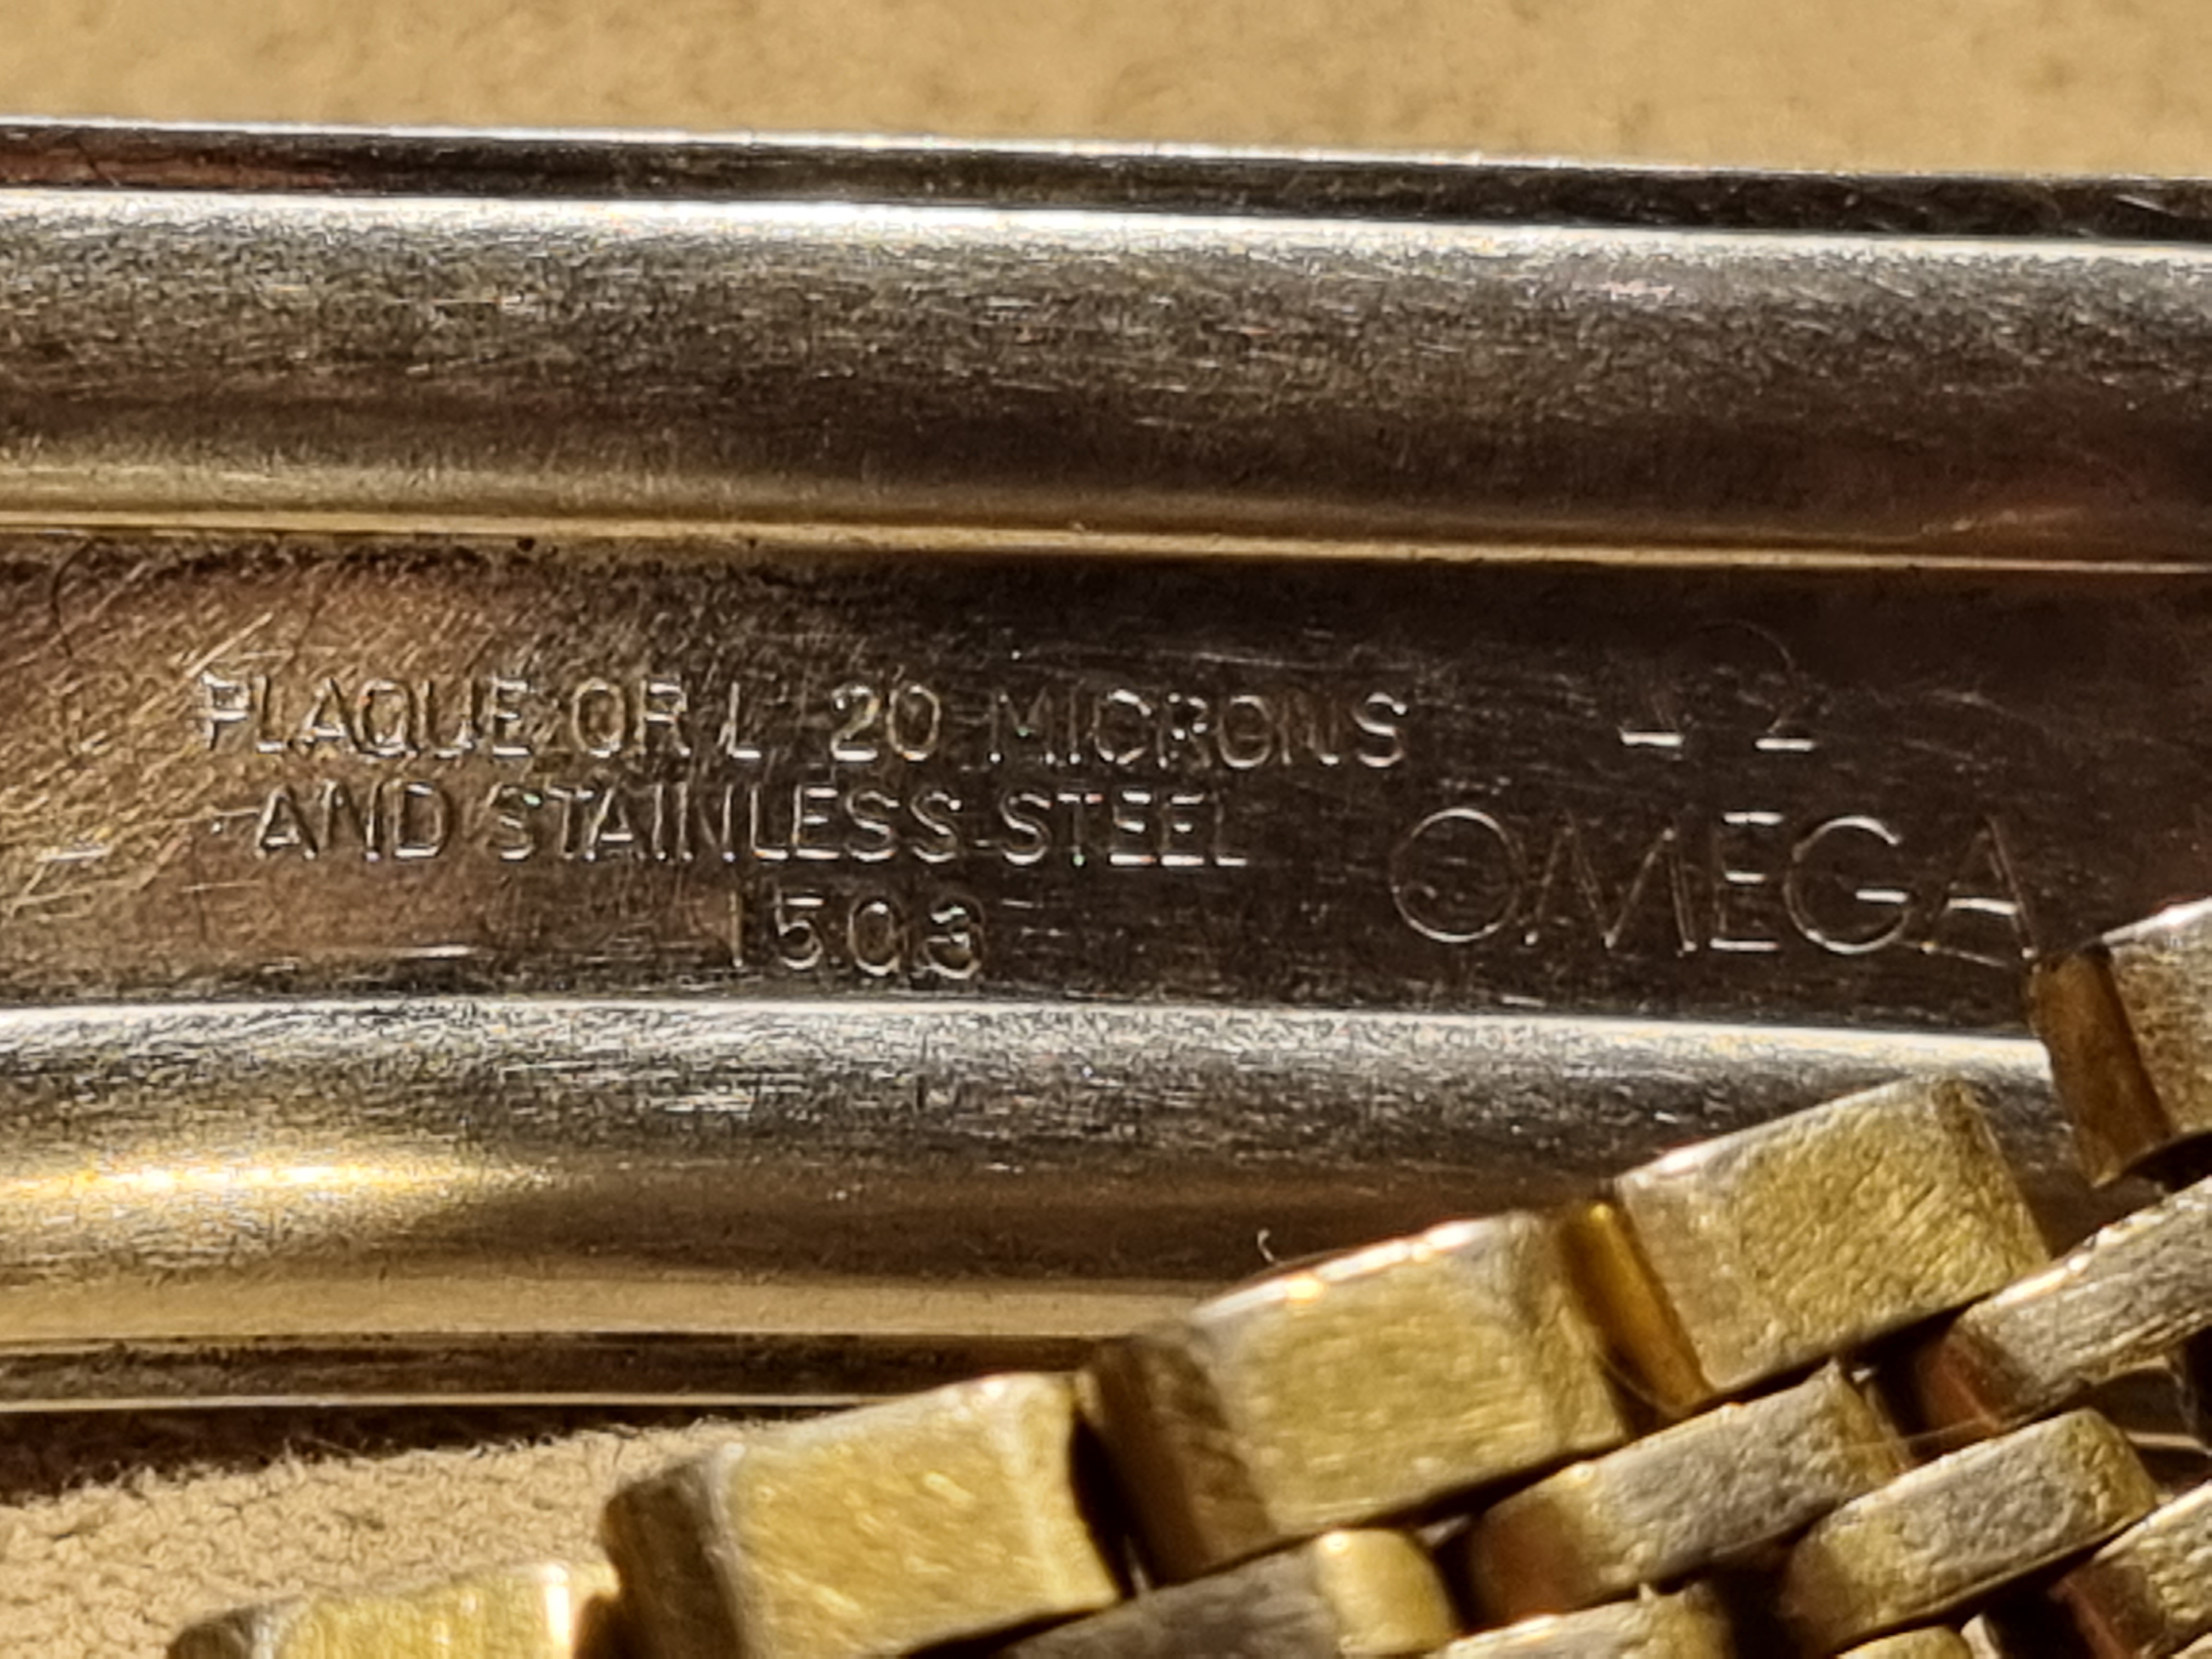 PLAQUE OR L 20 MICRONS
AND STAINLESS STEEL
1503
Ω
OMEGA